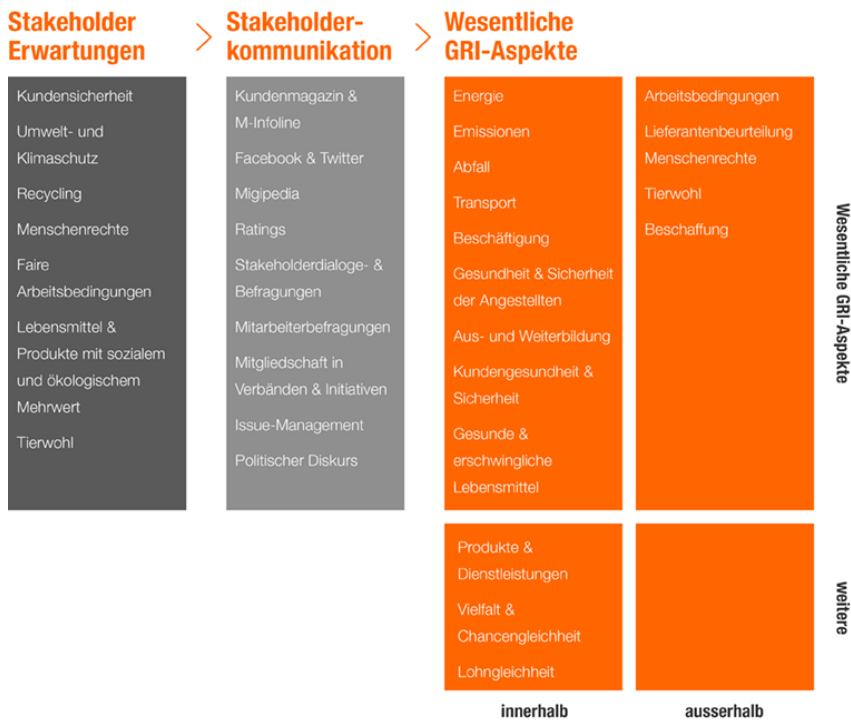 Stakeholder
Erwartungen
>
Stakeholder-
kommunikation
>
Wesentliche
GRI-Aspekte
Kundensicherheit
Umwelt- und
Klimaschutz
Recycling
Menschenrechte
Faire
Arbeitsbedingungen
Lebensmittel &
Produkte mit sozialem
und ökologischem
Mehrwert
Tierwohl
Kundenmagazin &
M-Infoline
Facebook & Twitter
Migipedia
Ratings
Stakeholderdialoge- &
Befragungen
Mitarbeiterbefragungen
Mitgliedschaft in
Verbänden & Initiativen
Issue-Management
Politischer Diskurs
Energie
Emissionen
Abfall
Transport
Beschäftigung
Gesundheit & Sicherheit
der Angestellten
Aus- und Weiterbildung
Kundengesundheit &
Sicherheit
Gesunde &
erschwingliche
Lebensmittel
Arbeitsbedingungen
Lieferantenbeurteilung
Menschenrechte
Tierwohl
Beschaffung
Wesentliche GRI-Aspekte
Produkte &
Dienstleistungen
Vielfalt &
Chancengleichheit
Lohngleichheit
weitere
innerhalb
ausserhalb